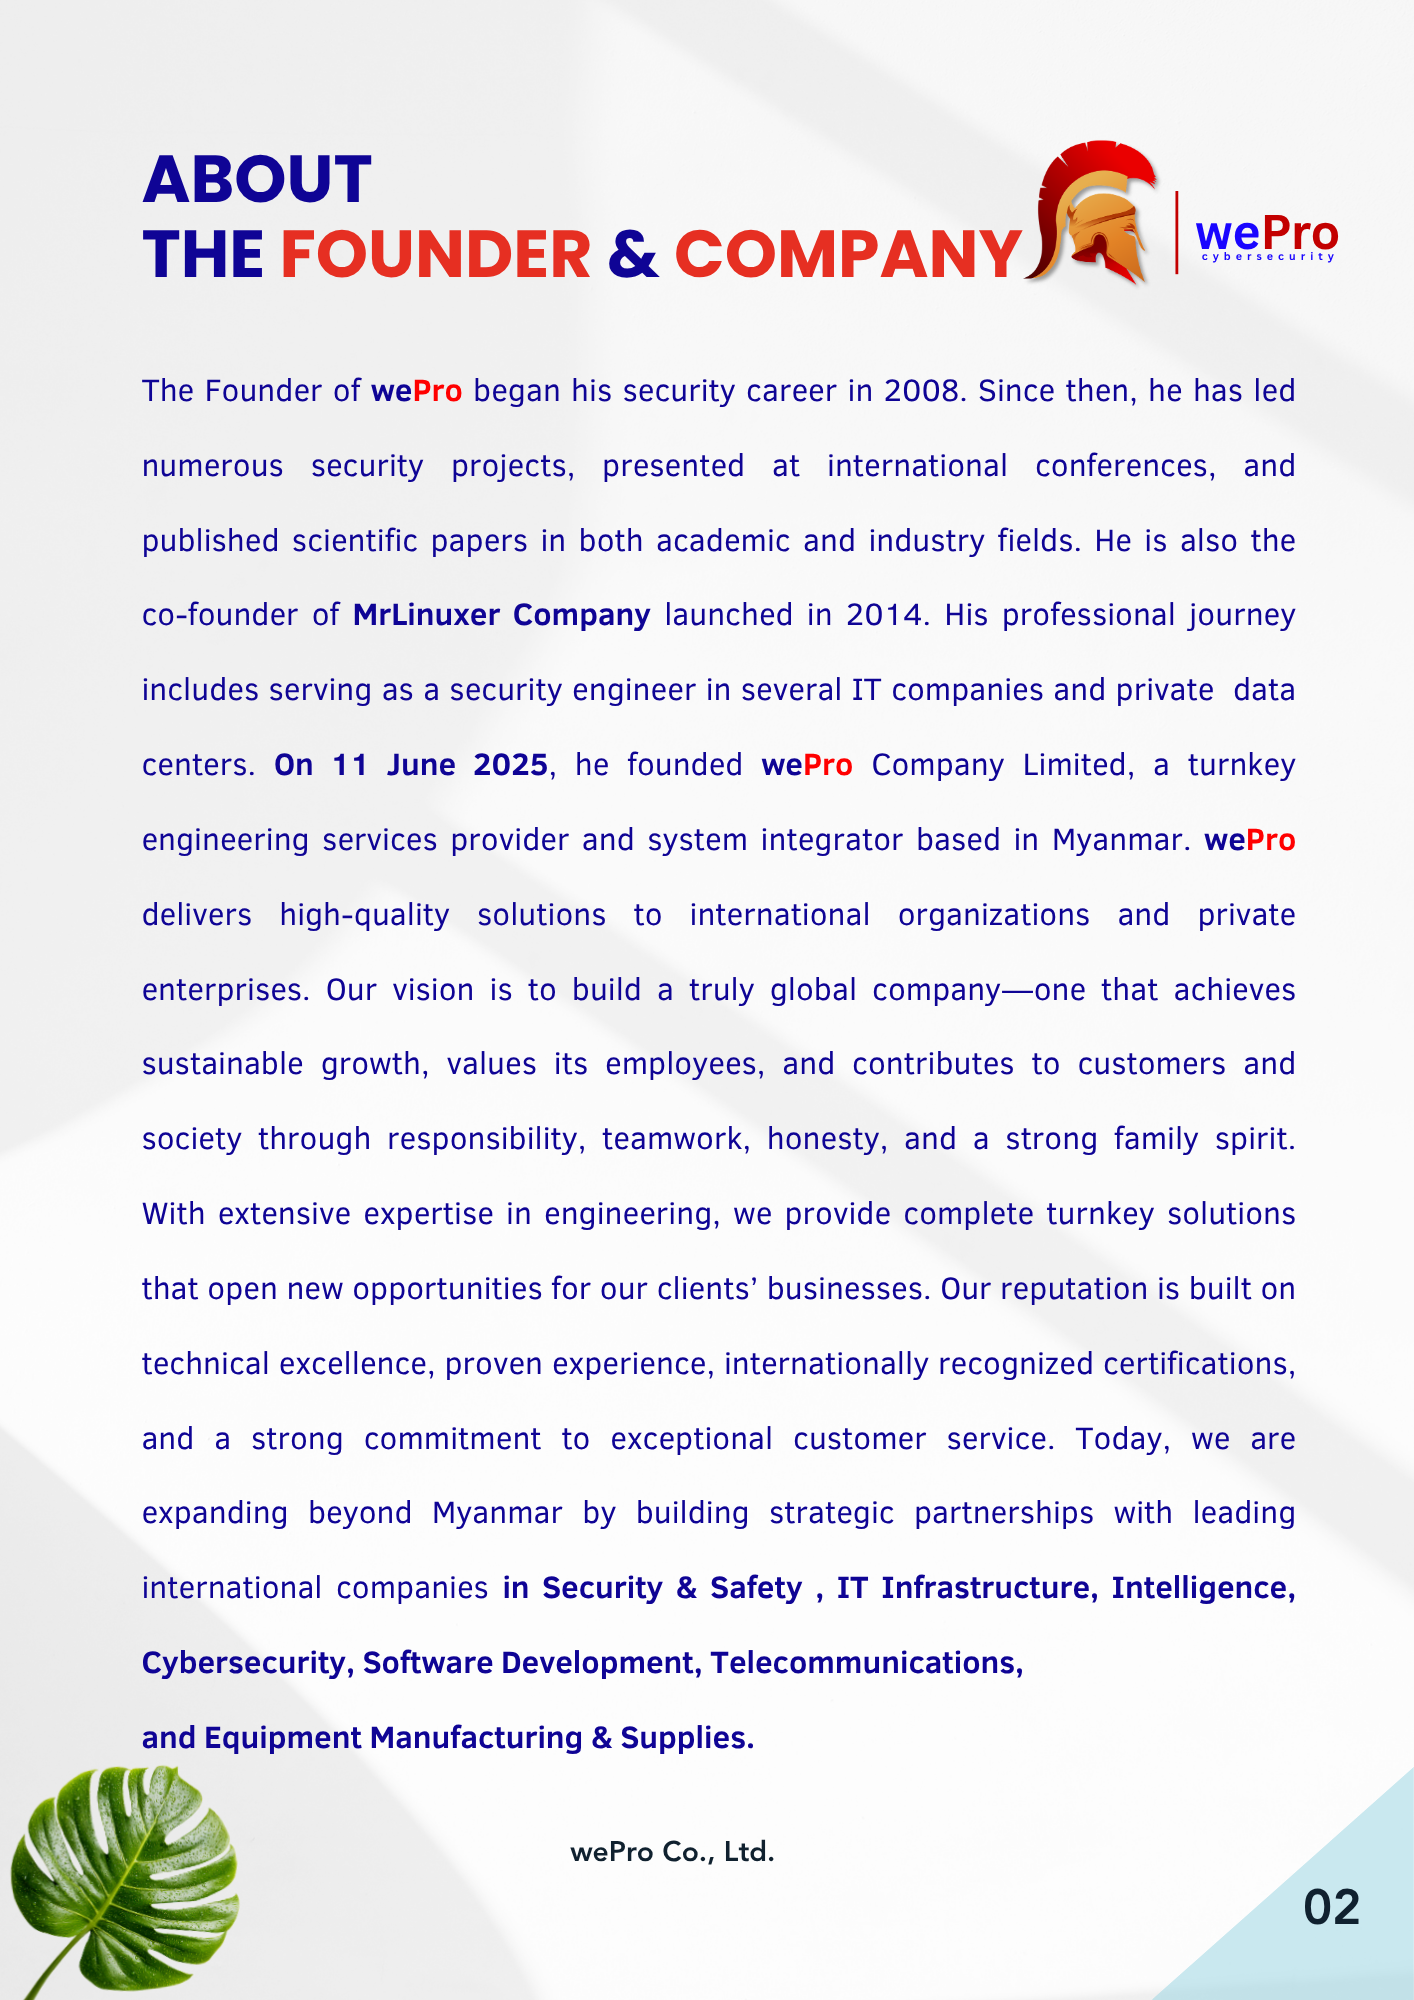 ABOUT
THE FOUNDER & COMPANY
wePro
cybersecurity
The Founder of wePro began his security career in 2008. Since then, he has led
numerous security projects, presented at international conferences, and
published scientific papers in both academic and industry fields. He is also the
co-founder of MrLinuxer Company launched in 2014. His professional journey
includes serving as a security engineer in several IT companies and private data
centers. On 11 June 2025, he founded wePro Company Limited, a turnkey
engineering services provider and system integrator based in Myanmar. wePro
delivers high-quality solutions to international organizations and private
enterprises. Our vision is to build a truly global company—one that achieves
sustainable growth, values its employees, and contributes to customers and
society through responsibility, teamwork, honesty, and a strong family spirit.
With extensive expertise in engineering, we provide complete turnkey solutions
that open new opportunities for our clients’ businesses. Our reputation is built on
technical excellence, proven experience, internationally recognized certifications,
and a strong commitment to exceptional customer service. Today, we are
expanding beyond Myanmar by building strategic partnerships with leading
international companies in Security & Safety , IT Infrastructure, Intelligence,
Cybersecurity, Software Development, Telecommunications,
and Equipment Manufacturing & Supplies.
wePro Co., Ltd.
02